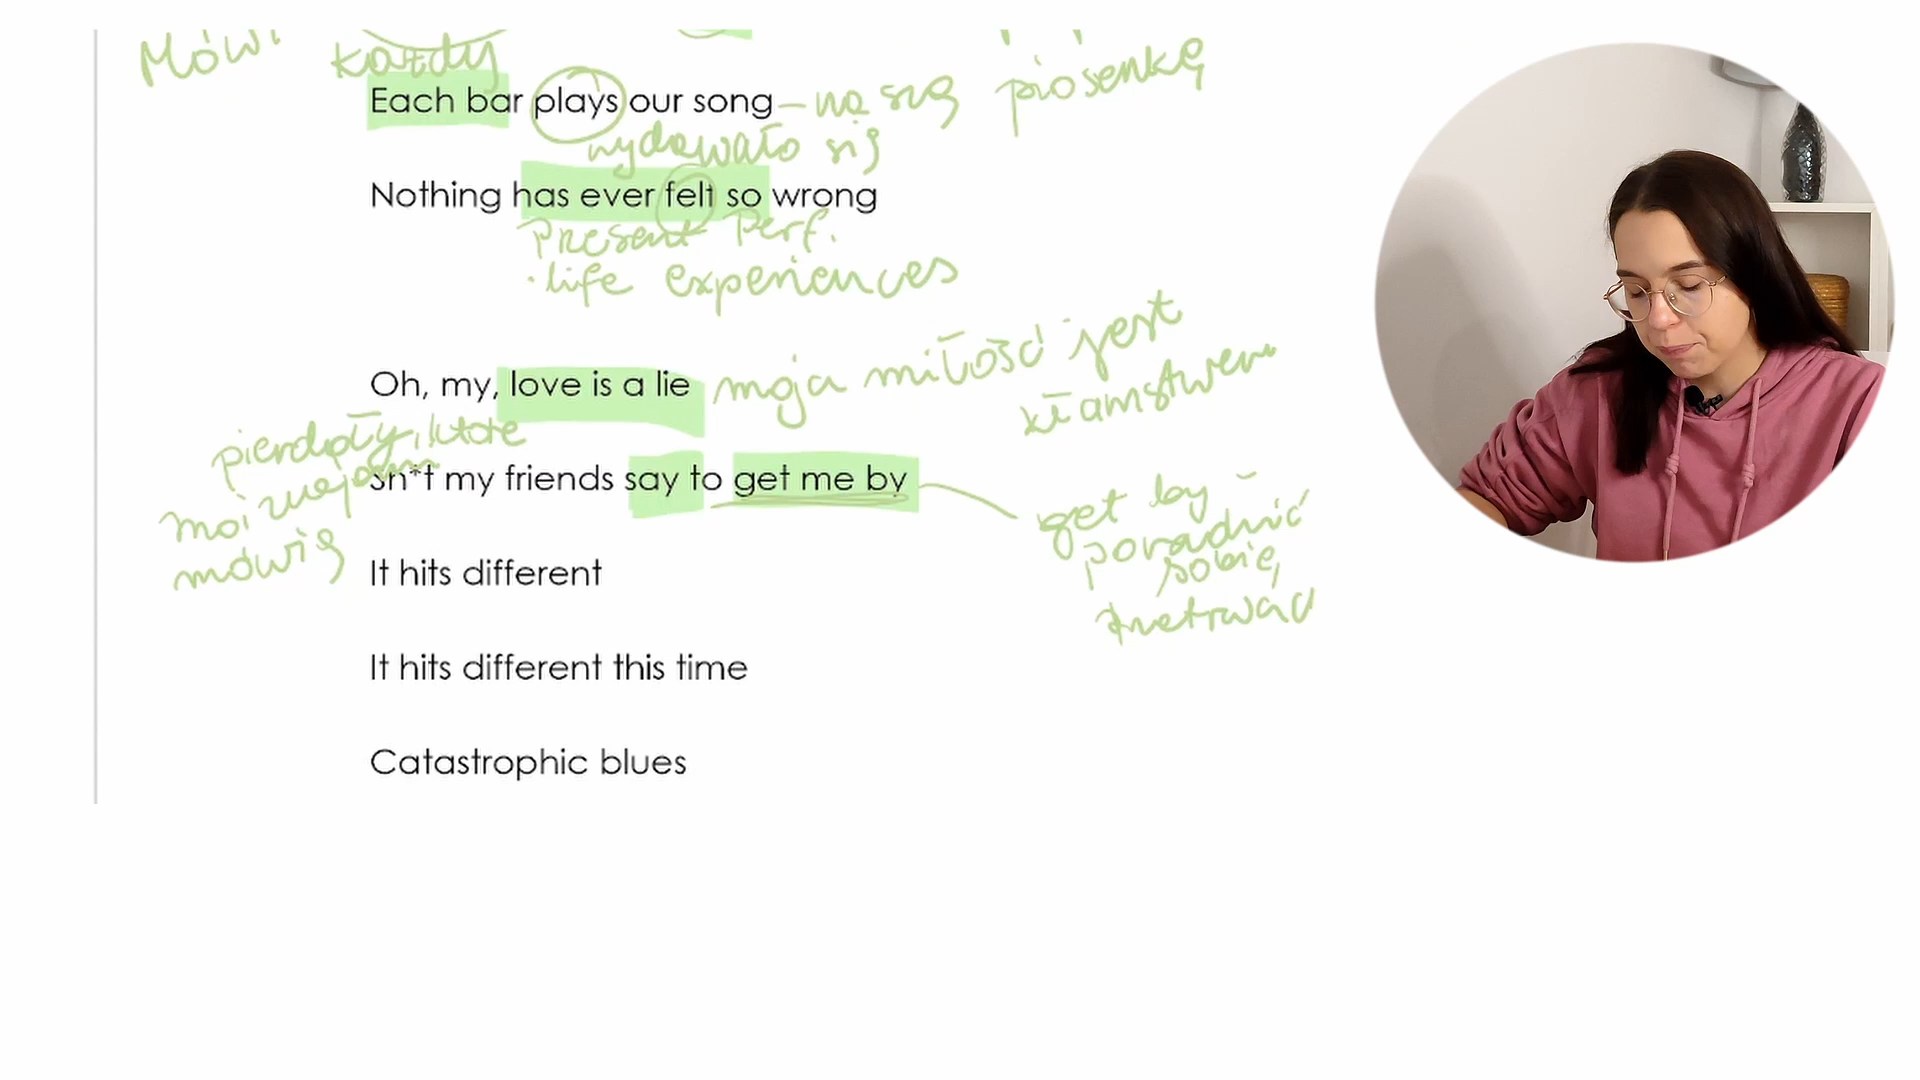 Mówi każdy
Each bar plays our song – naszą piosenkę
wydawało się
Nothing has ever felt so wrong
Present Perf.
· life experiences
Oh, my, love is a lie moja miłość jest
kłamstwem
pierdoły, które
moi znajomi
mówią
Sh*t my friends say to get me by
get by -
poradzić
sobie,
przetrwać
It hits different
It hits different this time
Catastrophic blues